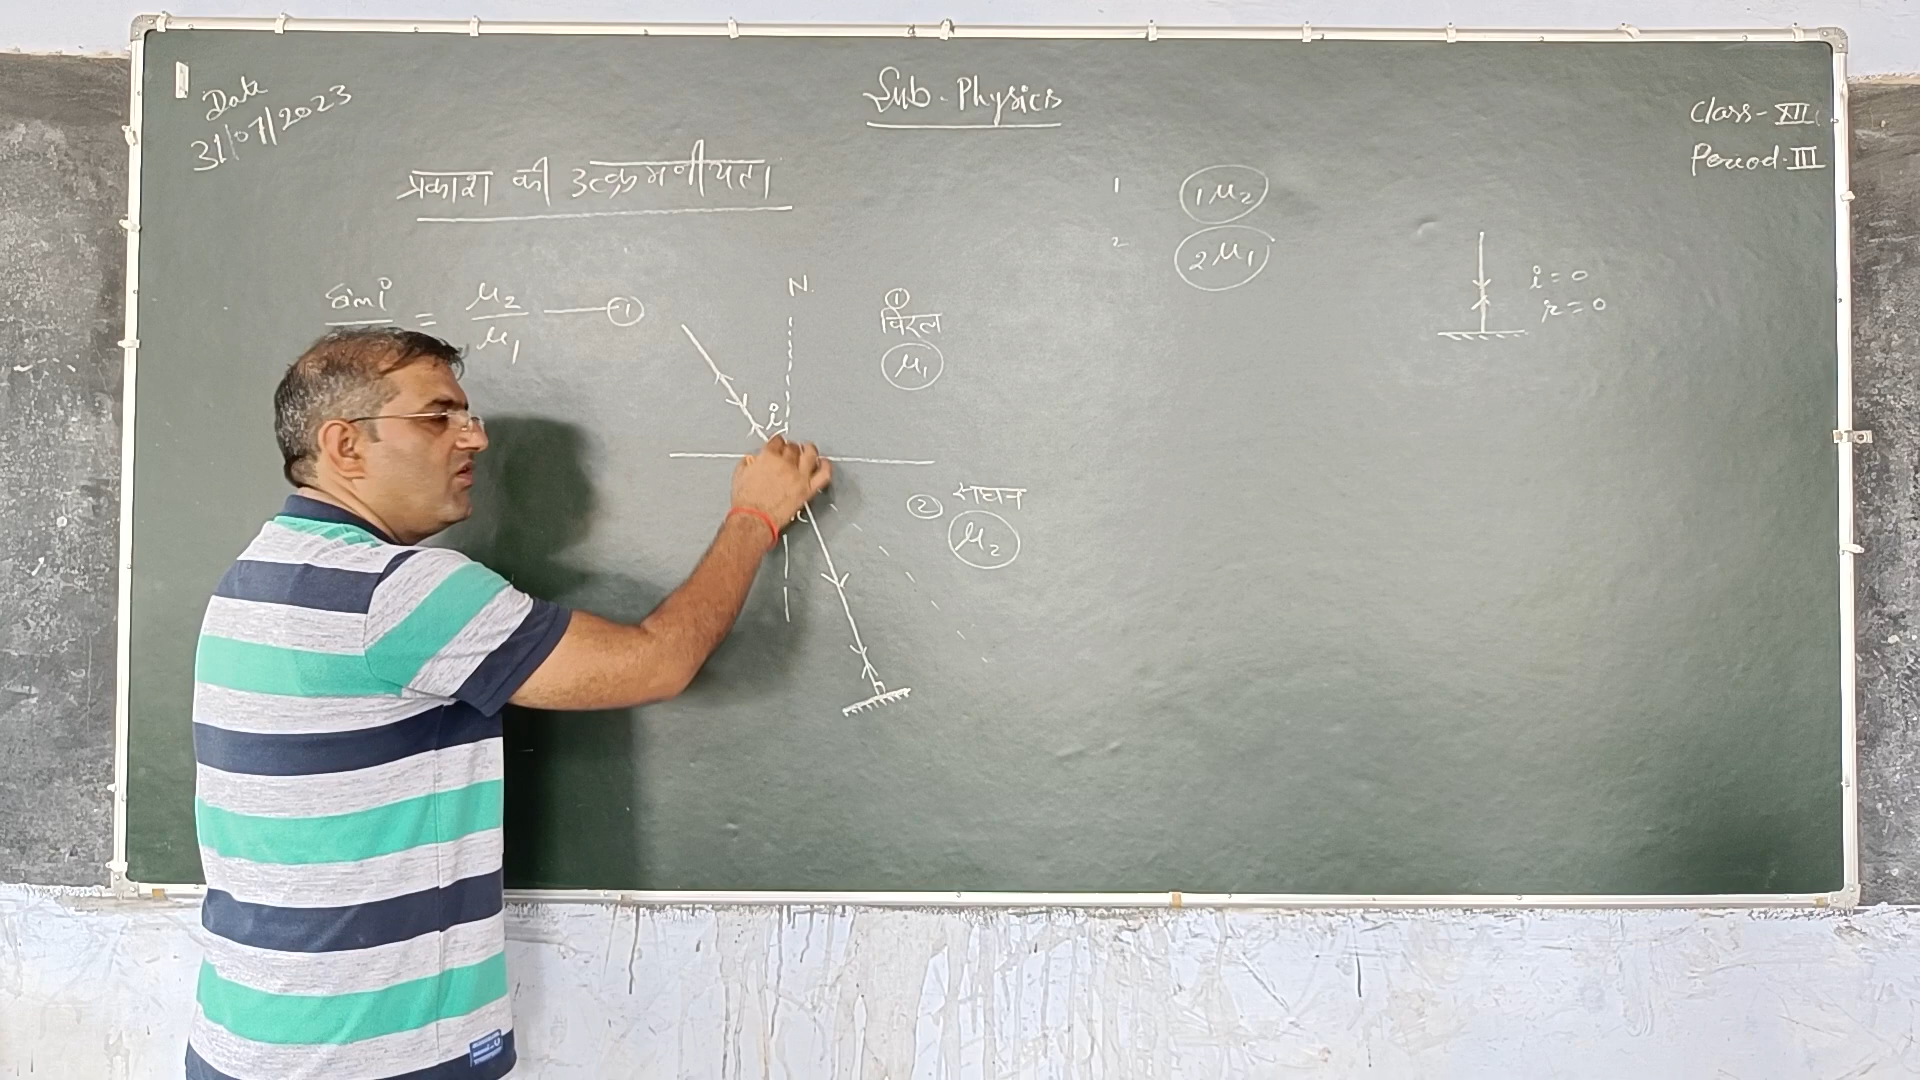 Date
31/07/2023
Sub. Physics
Class-XII
Period-III
प्रकाश की उत्क्रमणीयता
sin i
= μ2
μ1
1
N
i
1
विरल
μ1
2
सघन
μ2
1 1μ2
2 2μ1
i=0
r=0